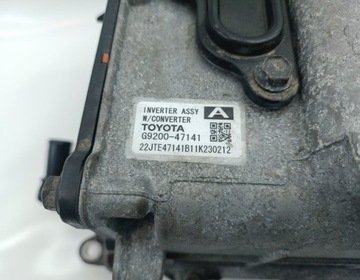 INVERTER ASSY
W/CONVERTER
A
TOYOTA
G9200-47141
22JTE47141B11K230212